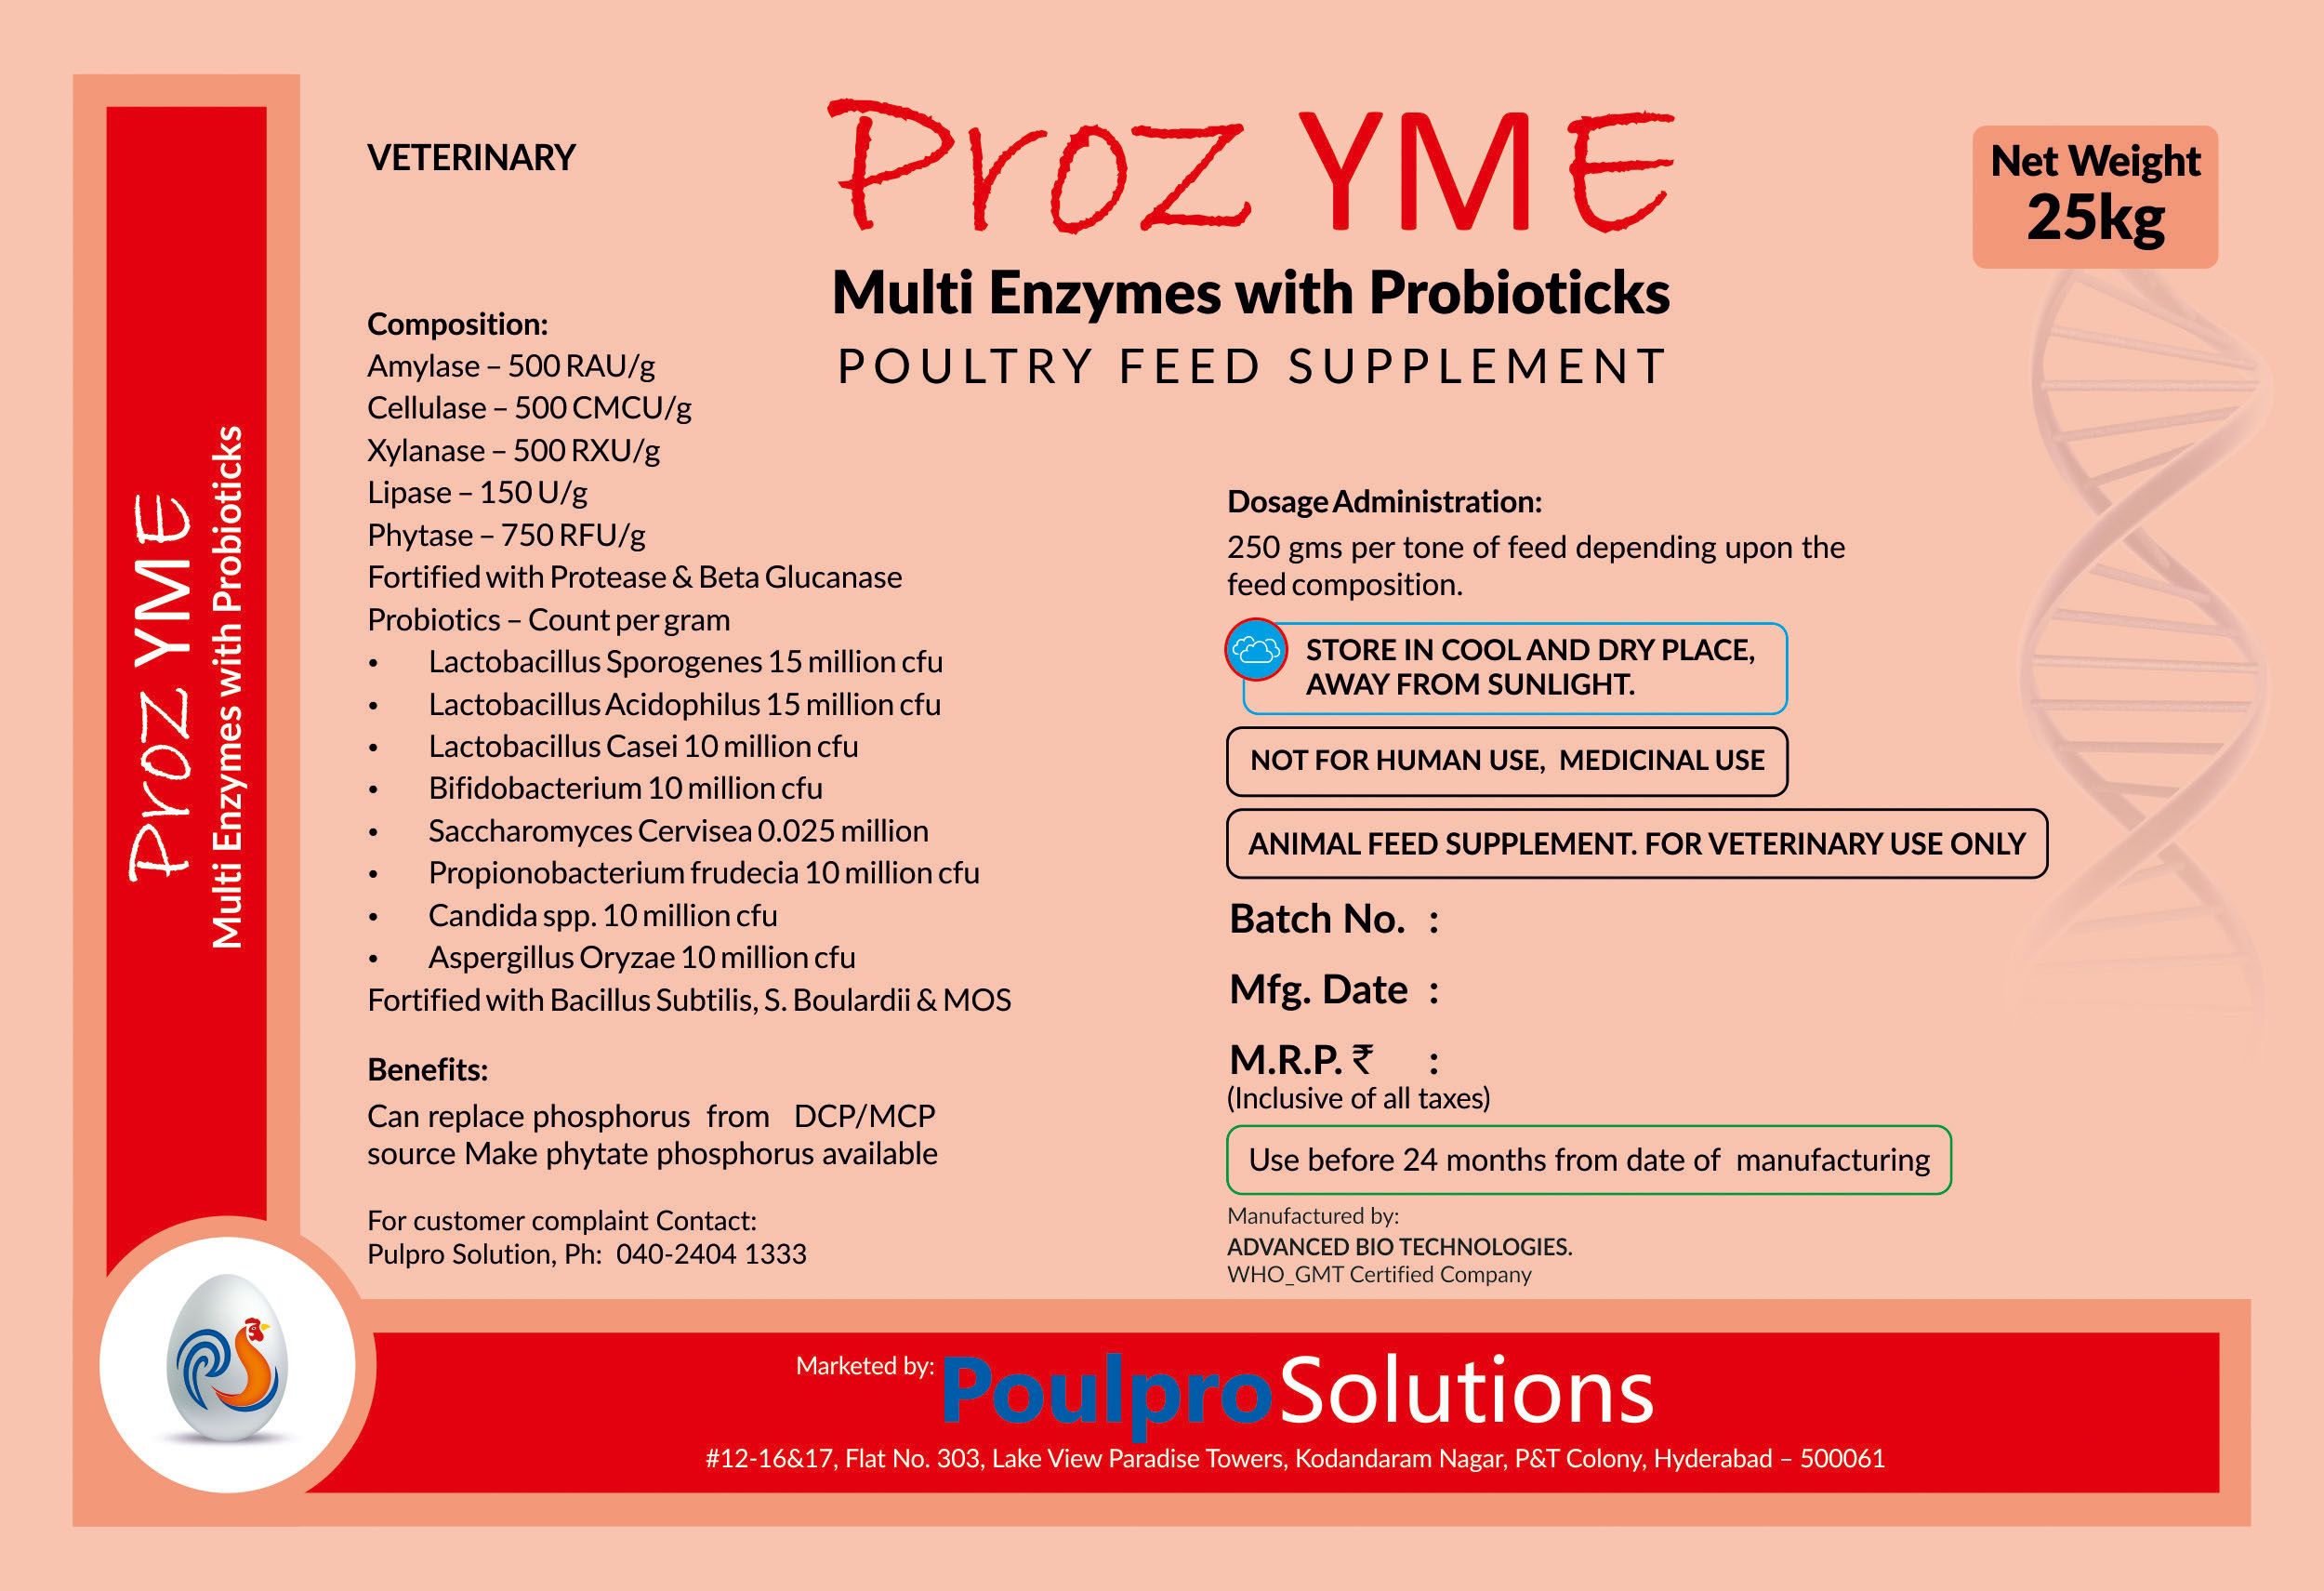 VETERINARY
Proz YME
Multi Enzymes with Probioticks
POULTRY FEED SUPPLEMENT
Net Weight
25kg
Proz YME
Multi Enzymes with Probioticks
Composition:
Amylase – 500 RAU/g
Cellulase – 500 CMCU/g
Xylanase – 500 RXU/g
Lipase – 150 U/g
Phytase – 750 RFU/g
Fortified with Protease & Beta Glucanase
Probiotics – Count per gram
• Lactobacillus Sporogenes 15 million cfu
• Lactobacillus Acidophilus 15 million cfu
• Lactobacillus Casei 10 million cfu
• Bifidobacterium 10 million cfu
• Saccharomyces Cervisea 0.025 million
• Propionobacterium frudecia 10 million cfu
• Candida spp. 10 million cfu
• Aspergillus Oryzae 10 million cfu
Fortified with Bacillus Subtilis, S. Boulardii & MOS
Benefits:
Can replace phosphorus from DCP/MCP
source Make phytate phosphorus available
For customer complaint Contact:
Pulpro Solution, Ph: 040-2404 1333
Dosage Administration:
250 gms per tone of feed depending upon the
feed composition.
STORE IN COOL AND DRY PLACE,
AWAY FROM SUNLIGHT.
NOT FOR HUMAN USE, MEDICINAL USE
ANIMAL FEED SUPPLEMENT. FOR VETERINARY USE ONLY
Batch No. :
Mfg. Date :
M.R.P. ₹ :
(Inclusive of all taxes)
Use before 24 months from date of manufacturing
Manufactured by:
ADVANCED BIO TECHNOLOGIES.
WHO_GMT Certified Company
Marketed by: PoulproSolutions
#12-16&17, Flat No. 303, Lake View Paradise Towers, Kodandaram Nagar, P&T Colony, Hyderabad – 500061